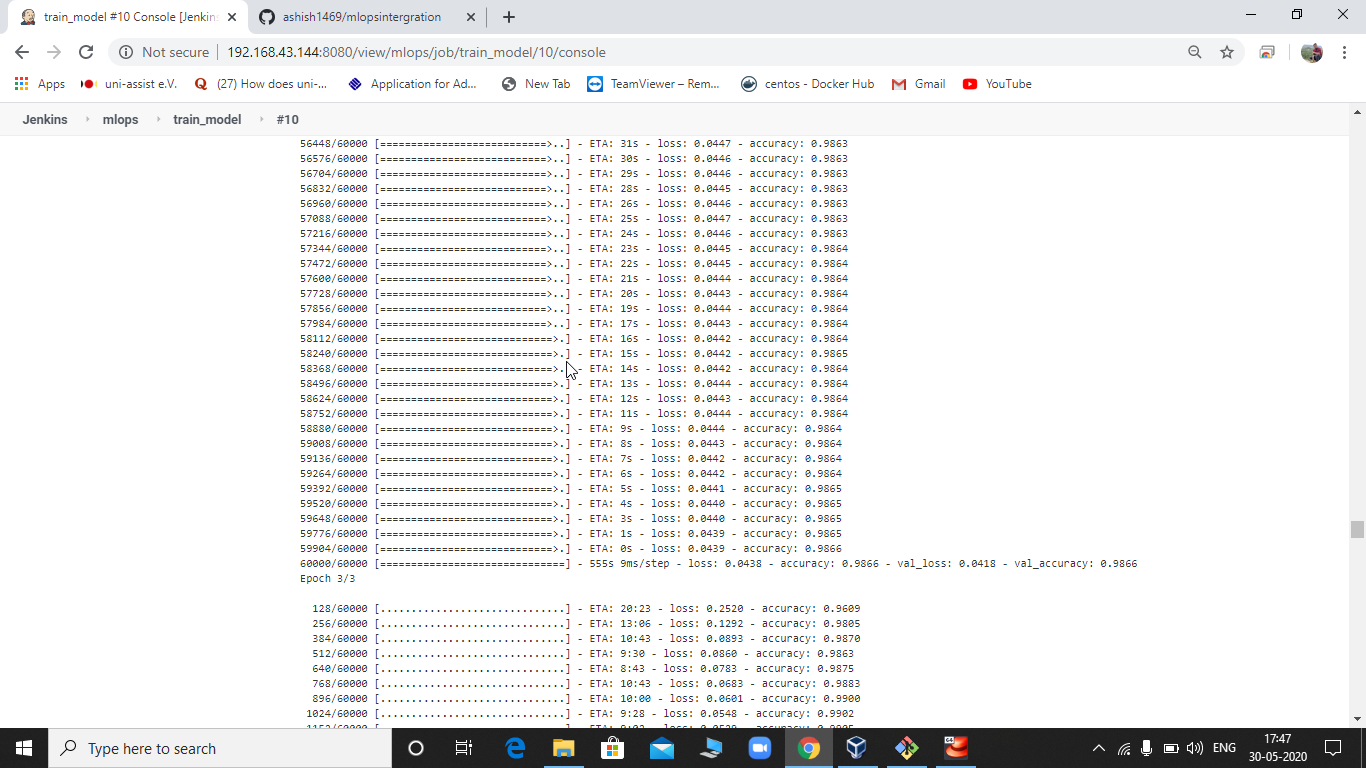 train_model #10 Console [Jenkins
ashish1469/mlopsintergration
Not secure
192.168.43.144:8080/view/mlops/job/train_model/10/console
Apps
uni-assist e.V.
(27) How does uni-...
Application for Ad...
New Tab
TeamViewer – Rem...
centos - Docker Hub
Gmail
YouTube
Jenkins mlops train_model #10
56448/60000 [===========================>..] - ETA: 31s - loss: 0.0447 - accuracy: 0.9863
56576/60000 [===========================>..] - ETA: 30s - loss: 0.0446 - accuracy: 0.9863
56704/60000 [===========================>..] - ETA: 29s - loss: 0.0446 - accuracy: 0.9863
56832/60000 [===========================>..] - ETA: 28s - loss: 0.0445 - accuracy: 0.9863
56960/60000 [===========================>..] - ETA: 26s - loss: 0.0446 - accuracy: 0.9863
57088/60000 [===========================>..] - ETA: 25s - loss: 0.0447 - accuracy: 0.9863
57216/60000 [===========================>..] - ETA: 24s - loss: 0.0446 - accuracy: 0.9863
57344/60000 [===========================>..] - ETA: 23s - loss: 0.0445 - accuracy: 0.9864
57472/60000 [===========================>..] - ETA: 22s - loss: 0.0445 - accuracy: 0.9864
57600/60000 [===========================>..] - ETA: 21s - loss: 0.0444 - accuracy: 0.9864
57728/60000 [===========================>..] - ETA: 20s - loss: 0.0443 - accuracy: 0.9864
57856/60000 [===========================>..] - ETA: 19s - loss: 0.0444 - accuracy: 0.9864
57984/60000 [===========================>..] - ETA: 17s - loss: 0.0443 - accuracy: 0.9864
58112/60000 [============================>.] - ETA: 16s - loss: 0.0442 - accuracy: 0.9864
58240/60000 [============================>.] - ETA: 15s - loss: 0.0442 - accuracy: 0.9865
58368/60000 [============================>.] - ETA: 14s - loss: 0.0442 - accuracy: 0.9864
58496/60000 [============================>.] - ETA: 13s - loss: 0.0444 - accuracy: 0.9864
58624/60000 [============================>.] - ETA: 12s - loss: 0.0443 - accuracy: 0.9864
58752/60000 [============================>.] - ETA: 11s - loss: 0.0444 - accuracy: 0.9864
58880/60000 [============================>.] - ETA: 9s - loss: 0.0444 - accuracy: 0.9864
59008/60000 [============================>.] - ETA: 8s - loss: 0.0443 - accuracy: 0.9864
59136/60000 [============================>.] - ETA: 7s - loss: 0.0442 - accuracy: 0.9864
59264/60000 [============================>.] - ETA: 6s - loss: 0.0442 - accuracy: 0.9864
59392/60000 [============================>.] - ETA: 5s - loss: 0.0441 - accuracy: 0.9865
59520/60000 [============================>.] - ETA: 4s - loss: 0.0440 - accuracy: 0.9865
59648/60000 [============================>.] - ETA: 3s - loss: 0.0440 - accuracy: 0.9865
59776/60000 [============================>.] - ETA: 1s - loss: 0.0439 - accuracy: 0.9865
59904/60000 [============================>.] - ETA: 0s - loss: 0.0439 - accuracy: 0.9866
60000/60000 [==============================] - 555s 9ms/step - loss: 0.0438 - accuracy: 0.9866 - val_loss: 0.0418 - val_accuracy: 0.9866
Epoch 3/3
128/60000 [..............................] - ETA: 20:23 - loss: 0.2520 - accuracy: 0.9609
256/60000 [..............................] - ETA: 13:06 - loss: 0.1292 - accuracy: 0.9805
384/60000 [..............................] - ETA: 10:43 - loss: 0.0893 - accuracy: 0.9870
512/60000 [..............................] - ETA: 9:30 - loss: 0.0860 - accuracy: 0.9863
640/60000 [..............................] - ETA: 8:43 - loss: 0.0783 - accuracy: 0.9875
768/60000 [..............................] - ETA: 10:43 - loss: 0.0683 - accuracy: 0.9883
896/60000 [..............................] - ETA: 10:00 - loss: 0.0601 - accuracy: 0.9900
1024/60000 [..............................] - ETA: 9:28 - loss: 0.0548 - accuracy: 0.9902
Type here to search
ENG
17:47
30-05-2020